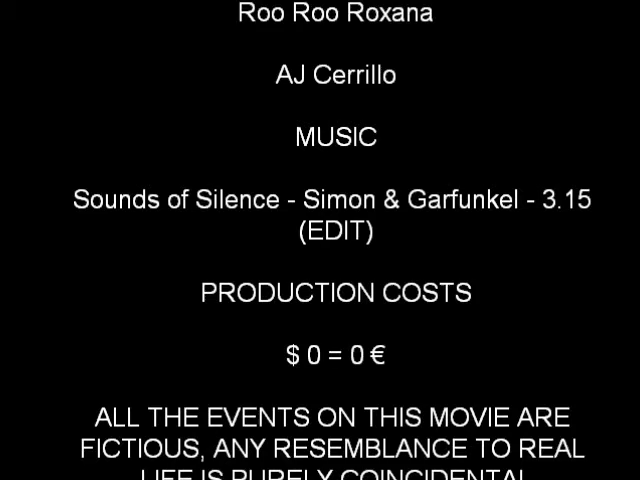 Roo Roo Roxana
AJ Cerrillo
MUSIC
Sounds of Silence - Simon & Garfunkel - 3.15
(EDIT)
PRODUCTION COSTS
$ 0 = 0 €
ALL THE EVENTS ON THIS MOVIE ARE
FICTIOUS, ANY RESEMBLANCE TO REAL
LIFE IS PURELY COINCIDENTAL